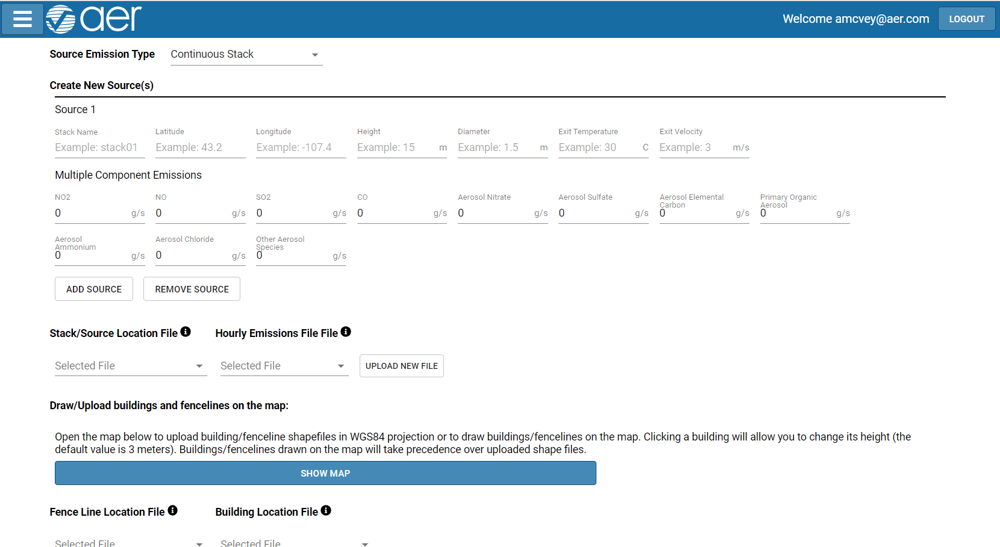 aer
Welcome amcvey@aer.com
LOGOUT
Source Emission Type
Continuous Stack
Create New Source(s)
Source 1
Stack Name Latitude Longitude Height Diameter Exit Temperature Exit Velocity
Example: stack01 Example: 43.2 Example: -107.4 Example: 15 m Example: 1.5 m Example: 30 C Example: 3 m/s
Multiple Component Emissions
NO2 NO SO2 CO Aerosol Nitrate Aerosol Sulfate Aerosol Elemental Primary Organic
Carbon Aerosol
0 g/s 0 g/s 0 g/s 0 g/s 0 g/s 0 g/s 0 g/s 0 g/s
Aerosol Aerosol Chloride Other Aerosol
Ammonium Species
0 g/s 0 g/s 0 g/s
ADD SOURCE REMOVE SOURCE
Stack/Source Location File Hourly Emissions File File
Selected File Selected File UPLOAD NEW FILE
Draw/Upload buildings and fencelines on the map:
Open the map below to upload building/fenceline shapefiles in WGS84 projection or to draw buildings/fencelines on the map. Clicking a building will allow you to change its height (the
default value is 3 meters). Buildings/fencelines drawn on the map will take precedence over uploaded shape files.
SHOW MAP
Fence Line Location File Building Location File
Selected File Selected File